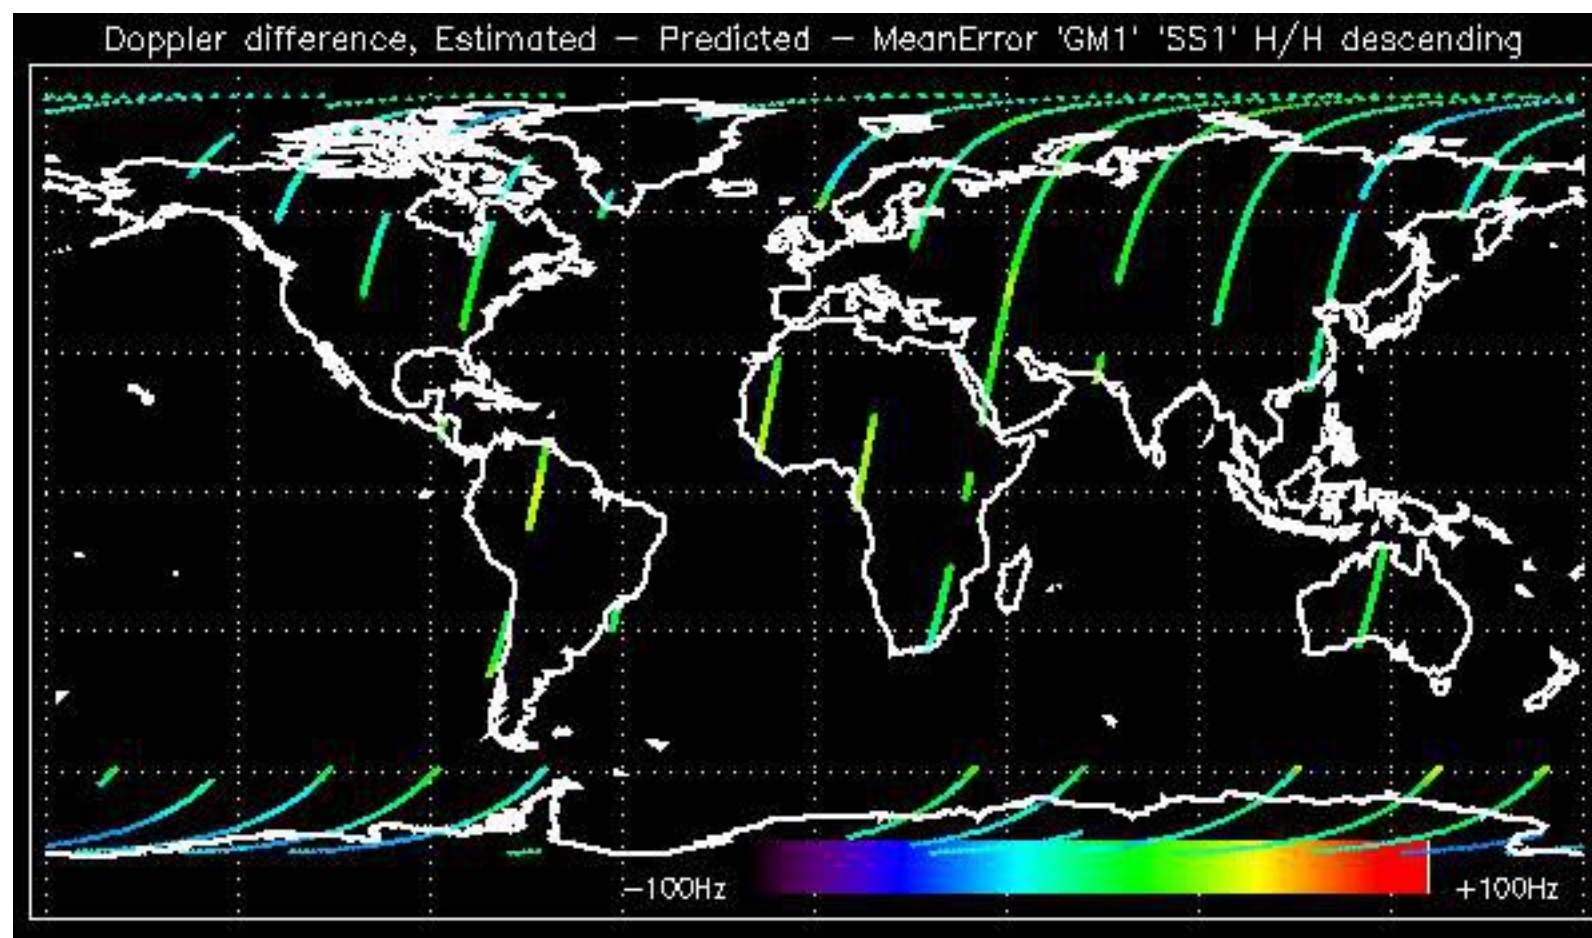 Doppler difference, Estimated – Predicted – MeanError 'GM1' 'SS1' H/H descending
–100Hz +100Hz